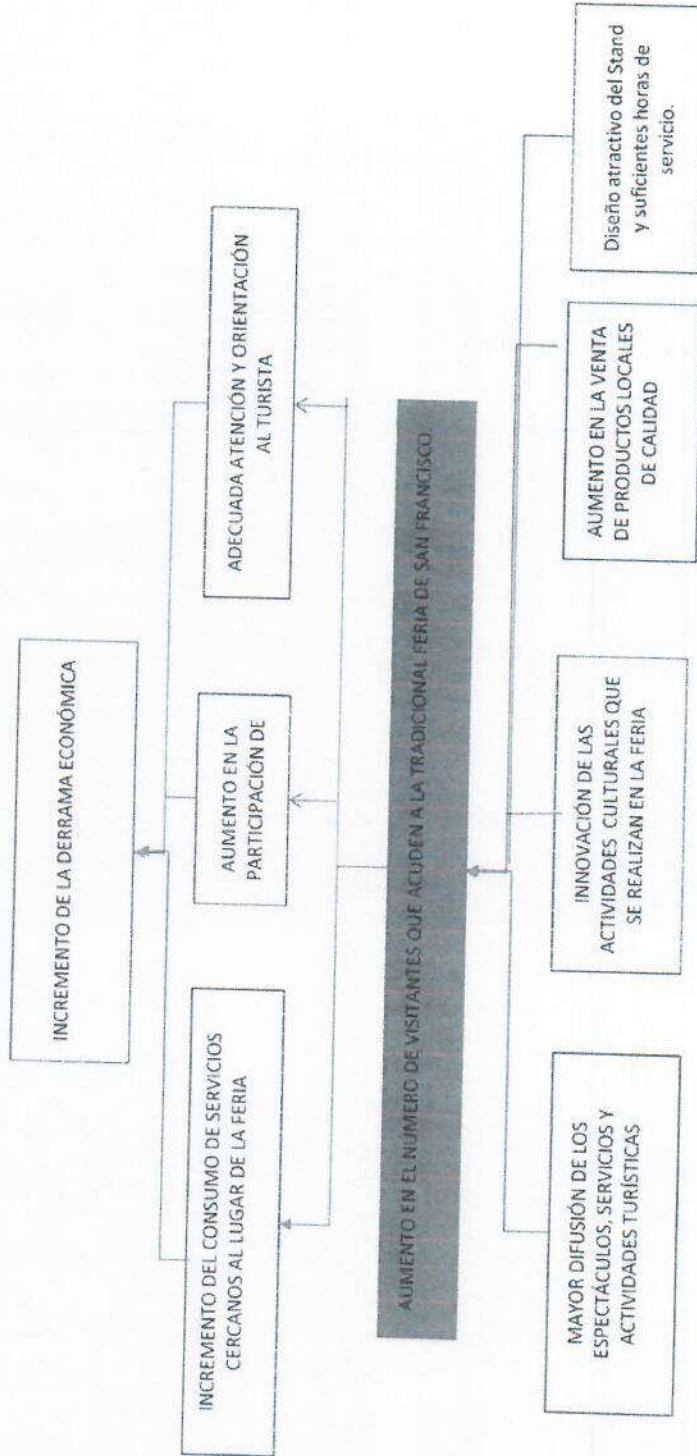 INCREMENTO DE LA DERRAMA ECONÓMICA
INCREMENTO DEL CONSUMO DE SERVICIOS
CERCANOS AL LUGAR DE LA FERIA
AUMENTO EN LA
PARTICIPACIÓN DE
ADECUADA ATENCIÓN Y ORIENTACIÓN
AL TURISTA
AUMENTO EN EL NÚMERO DE VISITANTES QUE ACUDEN A LA TRADICIONAL FERIA DE SAN FRANCISCO.
MAYOR DIFUSIÓN DE LOS
ESPECTÁCULOS, SERVICIOS Y
ACTIVIDADES TURÍSTICAS
INNOVACIÓN DE LAS
ACTIVIDADES CULTURALES QUE
SE REALIZAN EN LA FERIA
AUMENTO EN LA VENTA
DE PRODUCTOS LOCALES
DE CALIDAD
Diseño atractivo del Stand
y suficientes horas de
servicio.